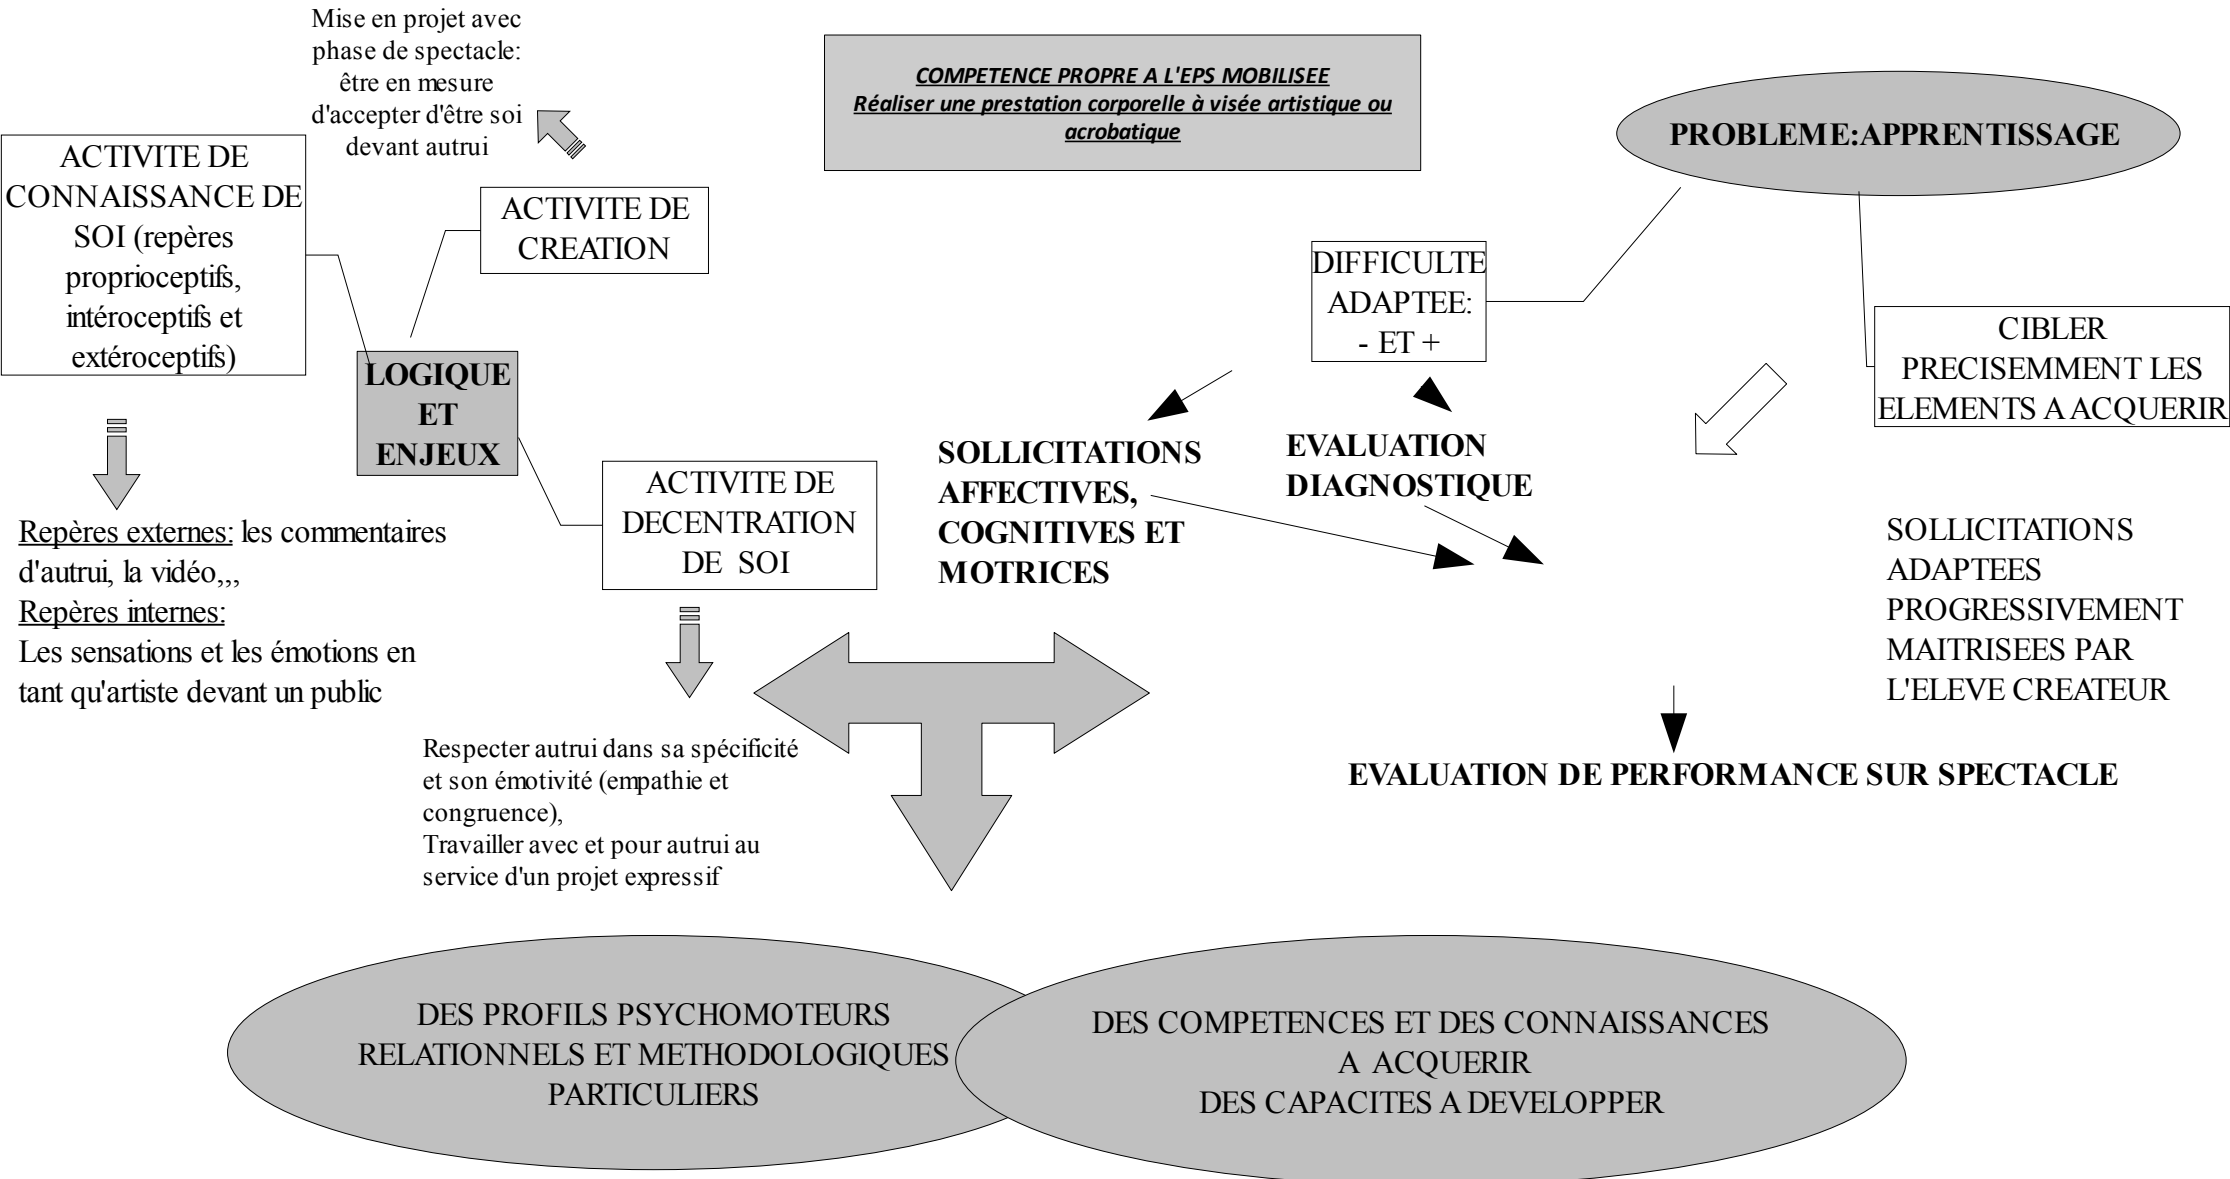 Mise en projet avec
phase de spectacle:
être en mesure
d'accepter d'être soi
devant autrui
COMPETENCE PROPRE A L'EPS MOBILISEE
Réaliser une prestation corporelle à visée artistique ou
acrobatique
PROBLEME:APPRENTISSAGE
ACTIVITE DE
CONNAISSANCE DE
SOI (repères
proprioceptifs,
intéroceptifs et
extéroceptifs)
ACTIVITE DE
CREATION
DIFFICULTE
ADAPTEE:
- ET +
CIBLER
PRECISEMMENT LES
ELEMENTS A ACQUERIR
LOGIQUE
ET
ENJEUX
ACTIVITE DE
DECENTRATION
DE SOI
SOLLICITATIONS
AFFECTIVES,
COGNITIVES ET
MOTRICES
EVALUATION
DIAGNOSTIQUE
Repères externes: les commentaires
d'autrui, la vidéo,,,
Repères internes:
Les sensations et les émotions en
tant qu'artiste devant un public
SOLLICITATIONS
ADAPTEES
PROGRESSIVEMENT
MAITRISEES PAR
L'ELEVE CREATEUR
Respecter autrui dans sa spécificité
et son émotivité (empathie et
congruence),
Travailler avec et pour autrui au
service d'un projet expressif
EVALUATION DE PERFORMANCE SUR SPECTACLE
DES PROFILS PSYCHOMOTEURS
RELATIONNELS ET METHODOLOGIQUES
PARTICULIERS
DES COMPETENCES ET DES CONNAISSANCES
A ACQUERIR
DES CAPACITES A DEVELOPPER